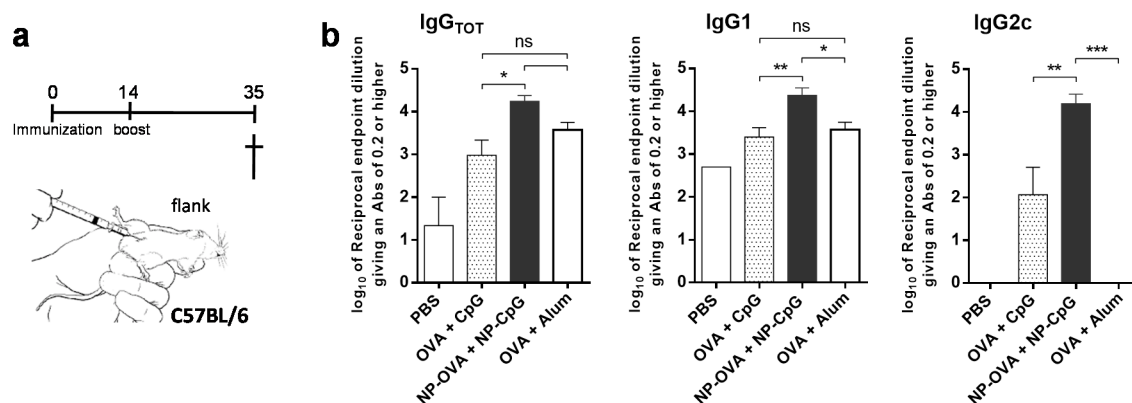 a
0 14 35
Immunization boost
flank
C57BL/6
b
IgGTOT
ns
*
log10 of Reciprocal endpoint dilution
giving an Abs of 0.2 or higher
5
4
3
2
1
0
PBS
OVA + CpG
NP-OVA + NP-CpG
OVA + Alum
IgG1
ns
** *
log10 of Reciprocal endpoint dilution
giving an Abs of 0.2 or higher
5
4
3
2
1
0
PBS
OVA + CpG
NP-OVA + NP-CpG
OVA + Alum
IgG2c
** ***
log10 of Reciprocal endpoint dilution
giving an Abs of 0.2 or higher
5
4
3
2
1
0
PBS
OVA + CpG
NP-OVA + NP-CpG
OVA + Alum